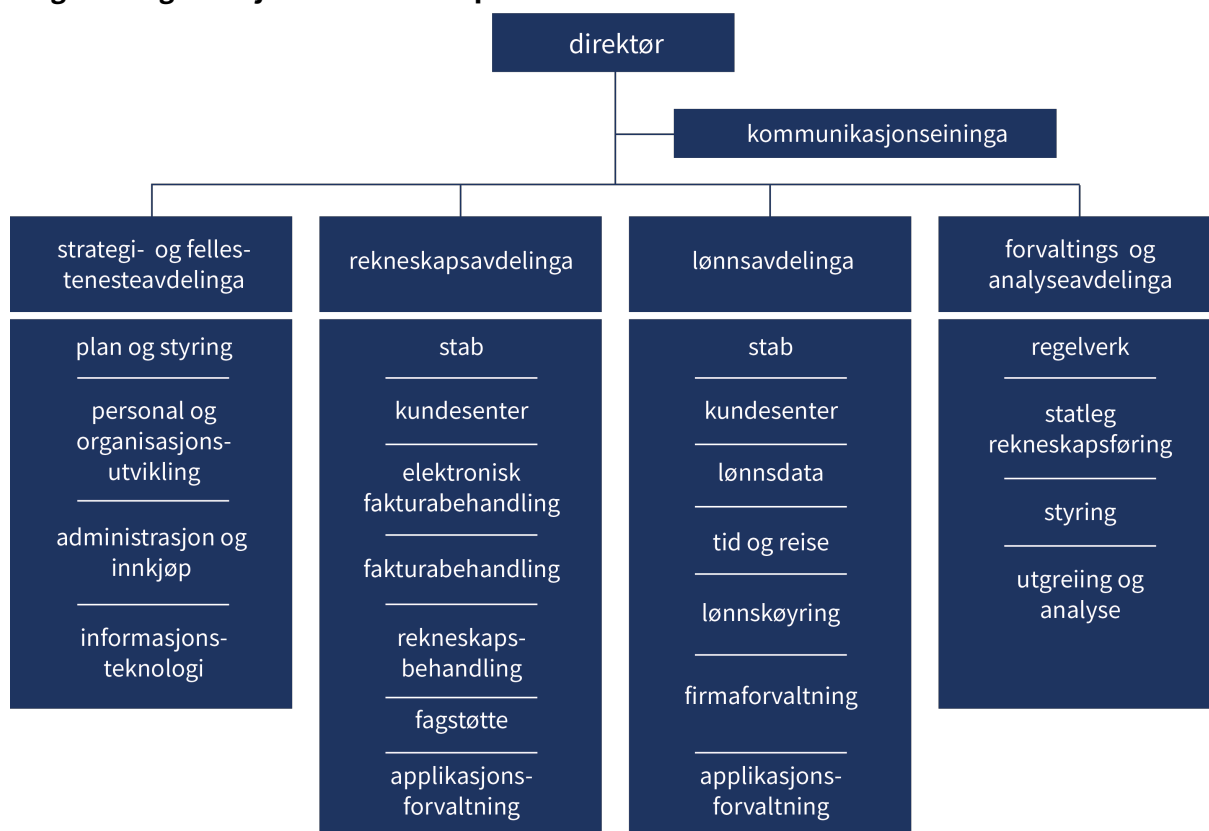 direktør
kommunikasjonseininga
strategi- og felles-
tenesteavdelinga
plan og styring
personal og
organisasjons-
utvikling
administrasjon og
innkjøp
informasjons-
teknologi
rekneskapsavdelinga
stab
kundesenter
elektronisk
fakturabehandling
fakturabehandling
rekneskaps-
behandling
fagstøtte
applikasjons-
forvaltning
lønnsavdelinga
stab
kundesenter
lønnsdata
tid og reise
lønnskøyring
firmaforvaltning
applikasjons-
forvaltning
forvaltings og
analyseavdelinga
regelverk
statleg
rekneskapsføring
styring
utgreiing og
analyse